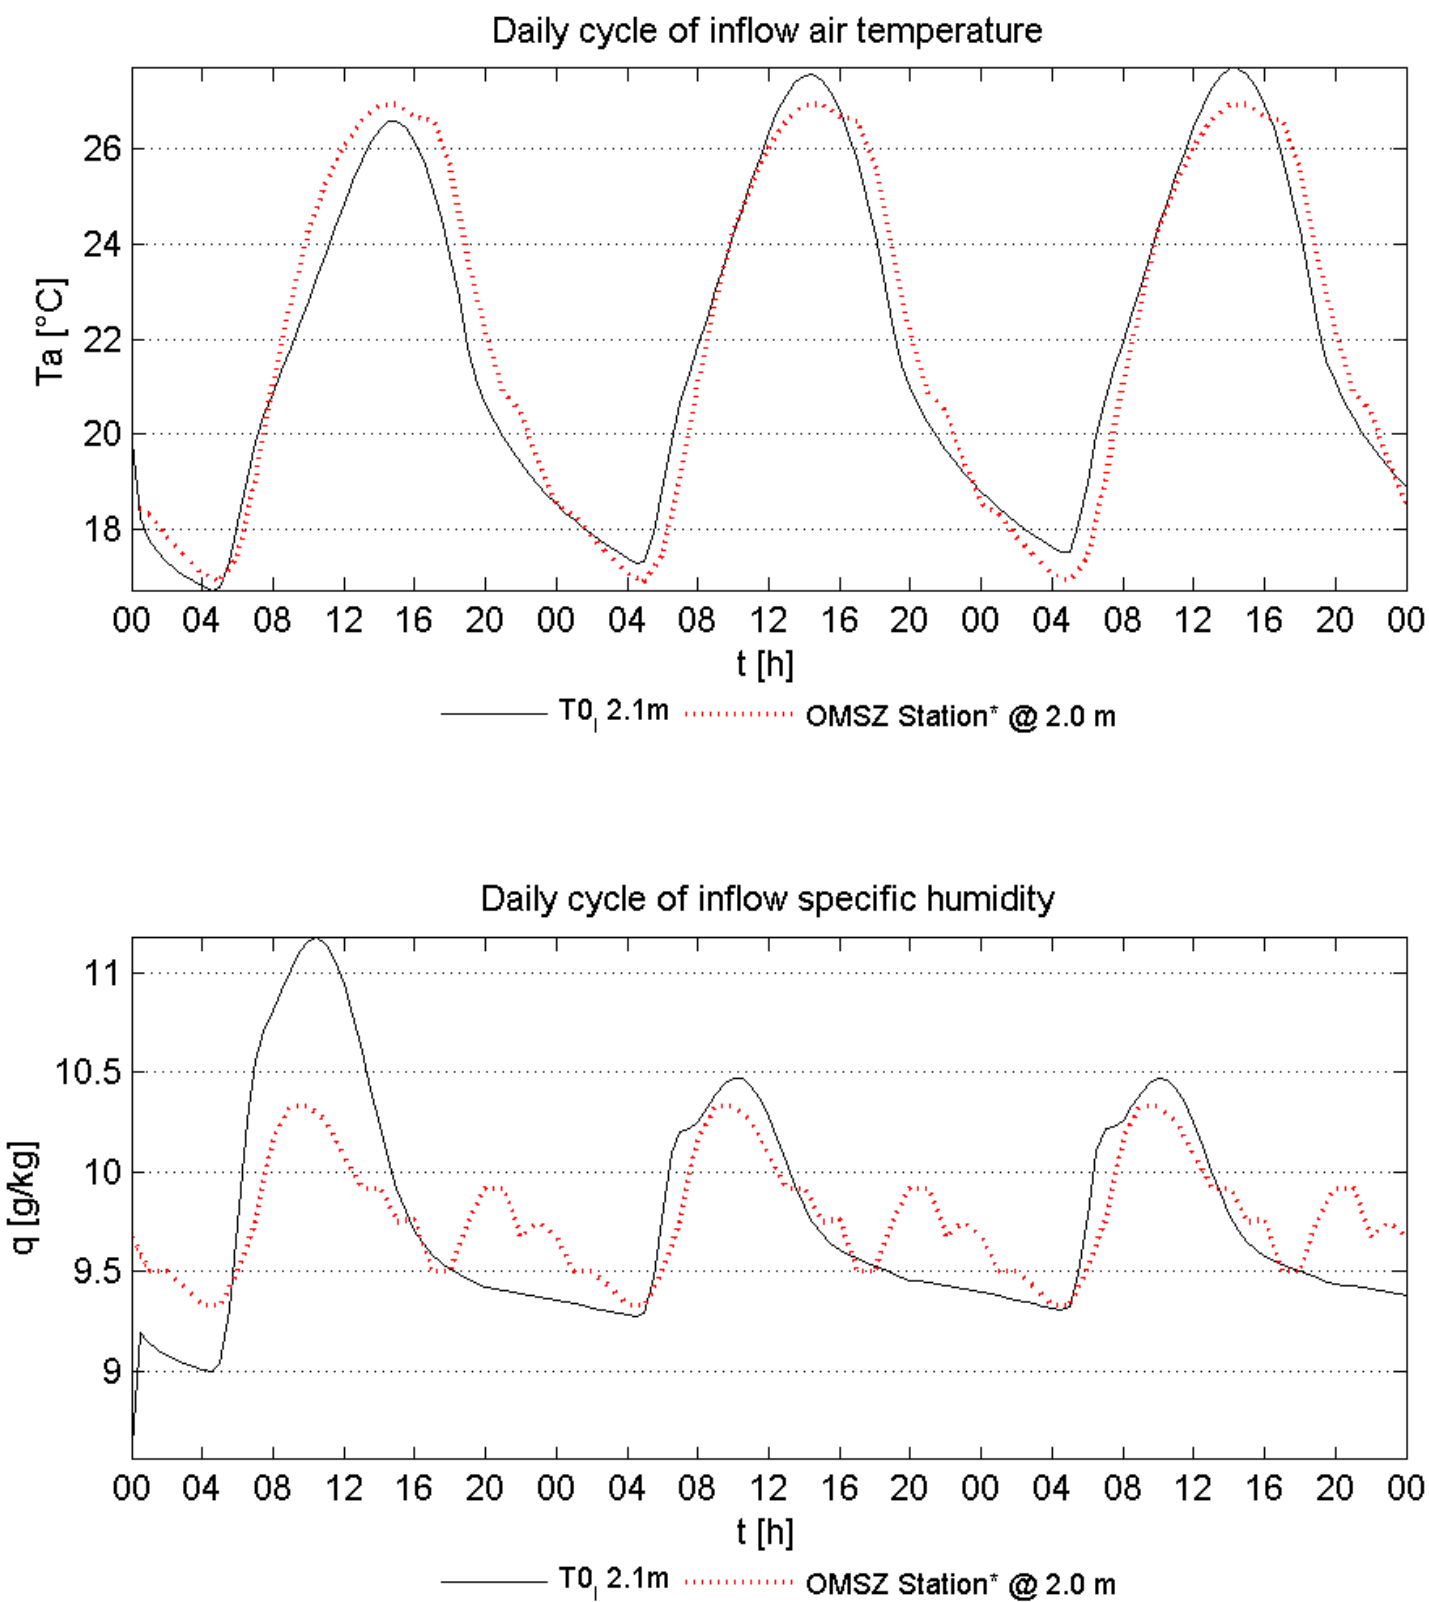 Daily cycle of inflow air temperature
26
24
22
20
18
Ta [°C]
00 04 08 12 16 20 00 04 08 12 16 20 00 04 08 12 16 20 00
t [h]
T0l 2.1m OMSZ Station* @ 2.0 m
Daily cycle of inflow specific humidity
11
10.5
10
9.5
9
q [g/kg]
00 04 08 12 16 20 00 04 08 12 16 20 00 04 08 12 16 20 00
t [h]
T0l 2.1m OMSZ Station* @ 2.0 m